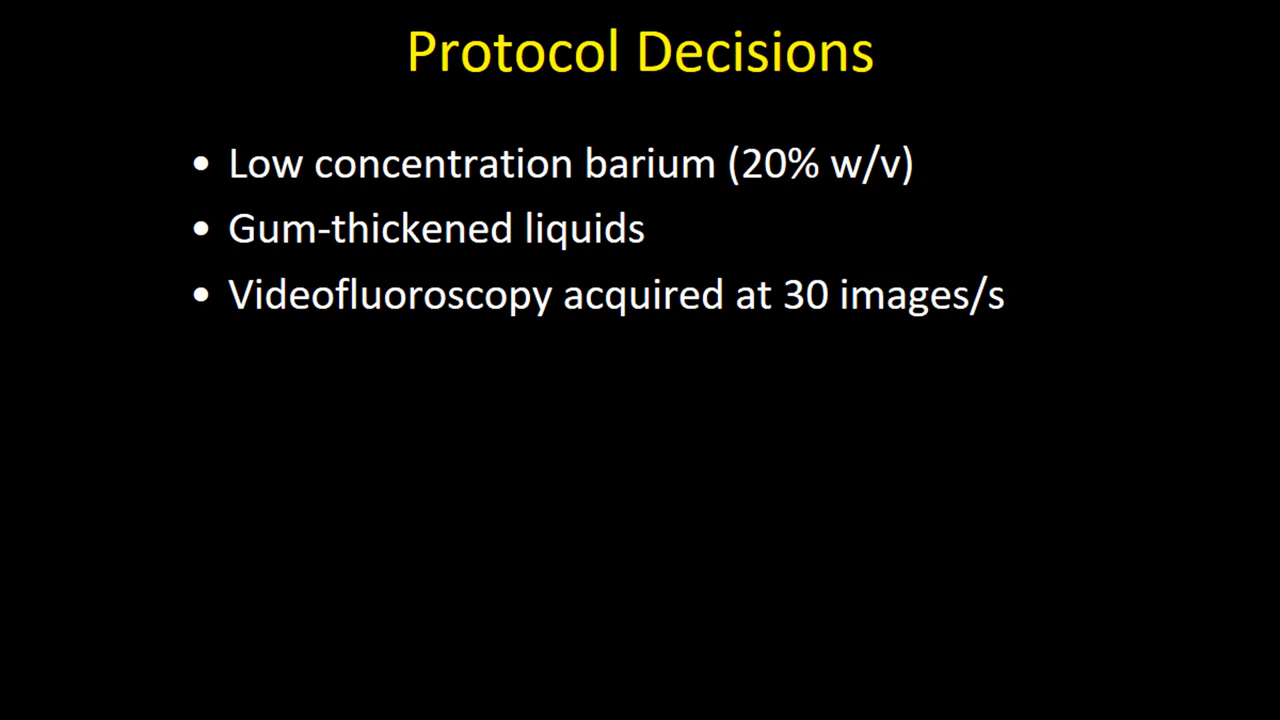 Protocol Decisions
• Low concentration barium (20% w/v)
• Gum-thickened liquids
• Videofluoroscopy acquired at 30 images/s